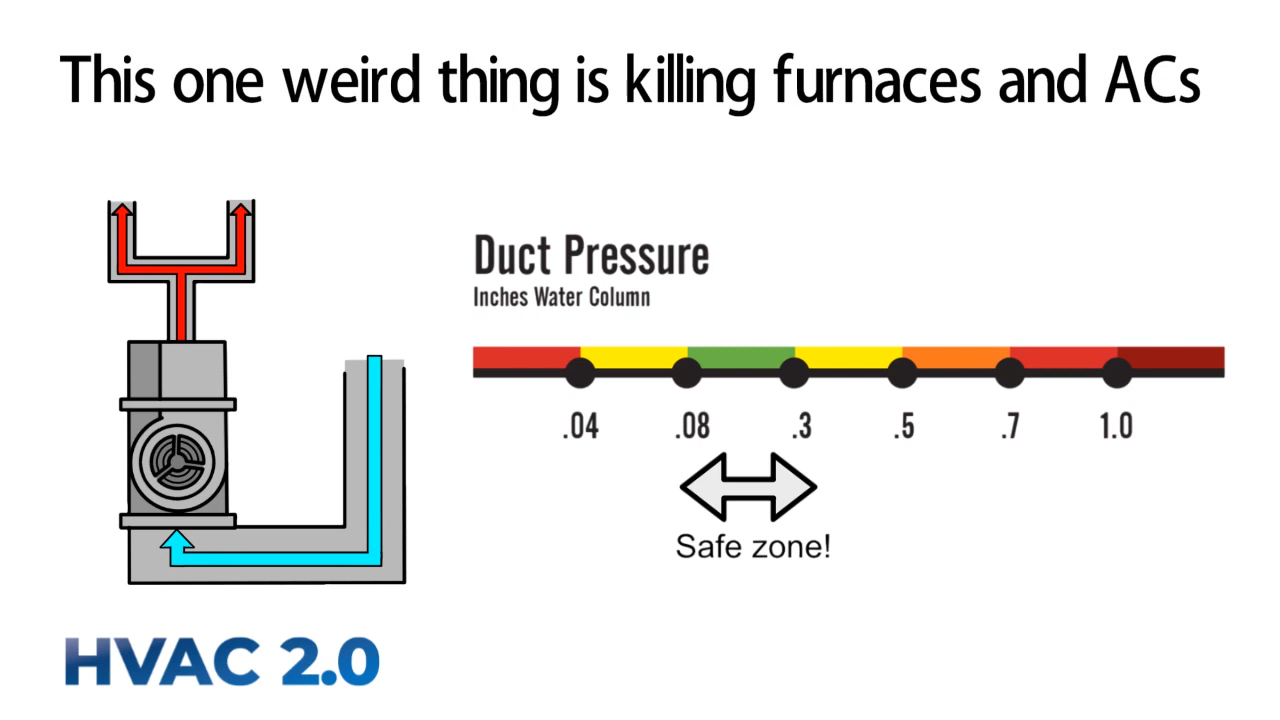 This one weird thing is killing furnaces and ACs
Duct Pressure
Inches Water Column
.04 .08 .3 .5 .7 1.0
Safe zone!
HVAC 2.0